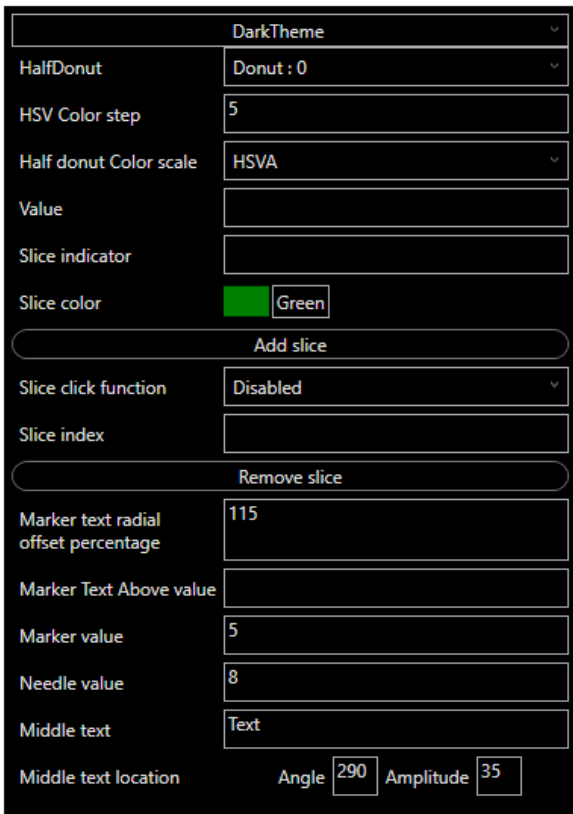 DarkTheme
HalfDonut Donut : 0
HSV Color step 5
Half donut Color scale HSVA
Value
Slice indicator
Slice color Green
Add slice
Slice click function Disabled
Slice index
Remove slice
Marker text radial 115
offset percentage
Marker Text Above value
Marker value 5
Needle value 8
Middle text Text
Middle text location Angle 290 Amplitude 35